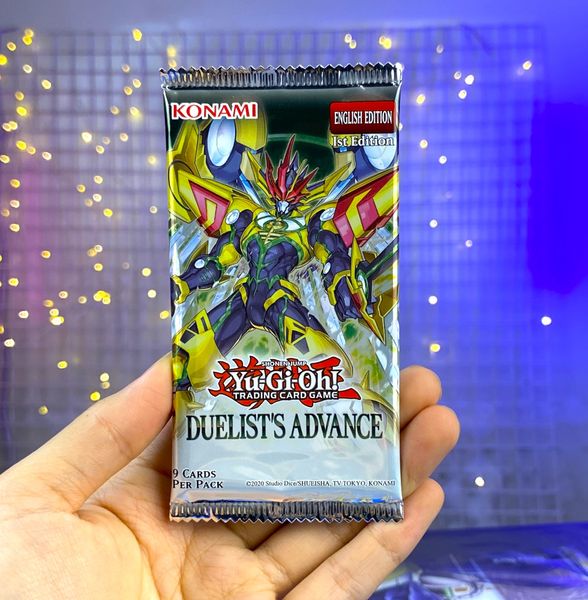 KONAMI
ENGLISH EDITION
1st Edition
SHONEN JUMP
Yu-Gi-Oh!
TRADING CARD GAME
DUELIST'S ADVANCE
9 CARDS
PER PACK
©2020 Studio Dice/SHUEISHA, TV TOKYO, KONAMI